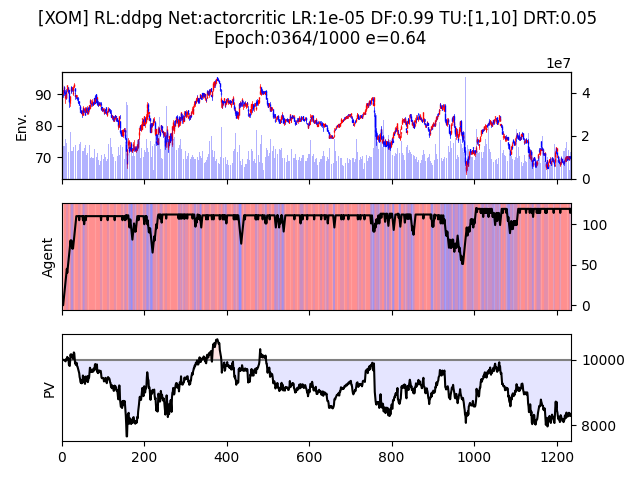 [XOM] RL:ddpg Net:actorcritic LR:1e-05 DF:0.99 TU:[1,10] DRT:0.05
Epoch:0364/1000 e=0.64
1e7
Env.
90
80
70
4
2
0
Agent
100
50
0
PV
10000
8000
0 200 400 600 800 1000 1200